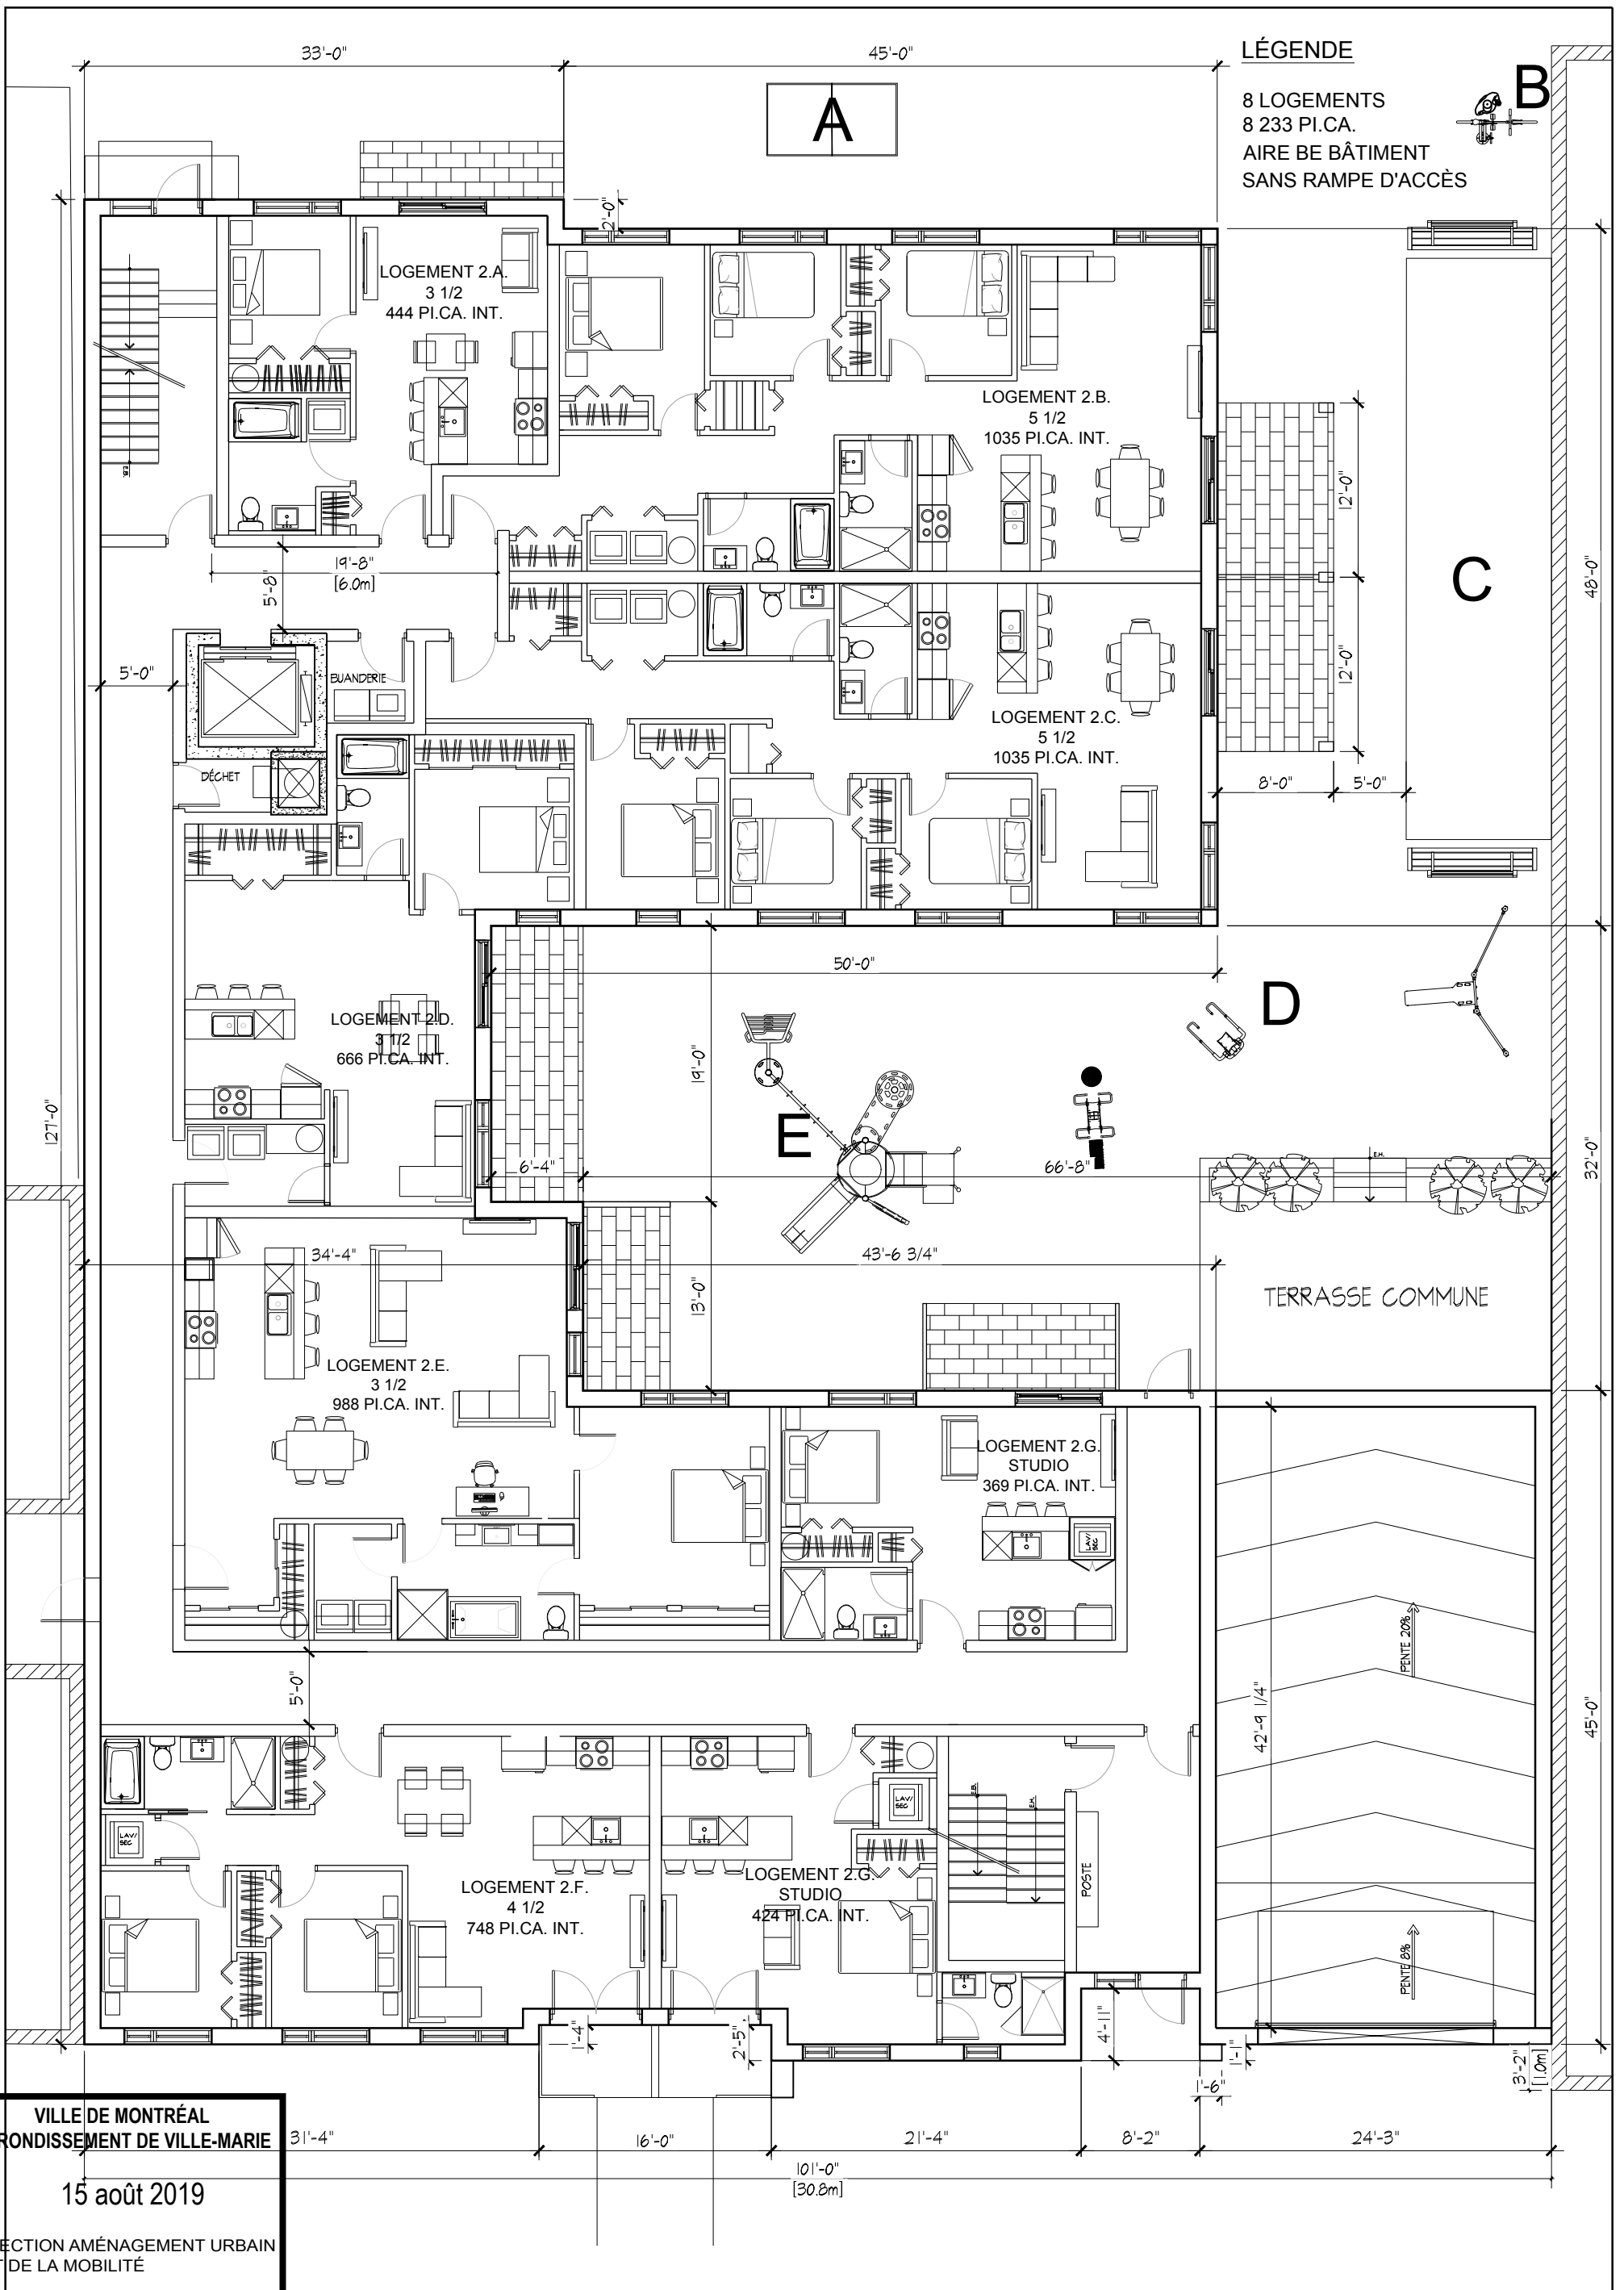 33'-0"
45'-0"
LÉGENDE
8 LOGEMENTS
8 233 PI.CA.
AIRE BE BÂTIMENT
SANS RAMPE D'ACCÈS
A
B
2'-0"
LOGEMENT 2.A.
3 1/2
444 PI.CA. INT.
LOGEMENT 2.B.
5 1/2
1035 PI.CA. INT.
E.B.
12'-0"
12'-0"
C
48'-0"
19'-8"
[6.0m]
5'-8"
5'-0"
BUANDERIE
LOGEMENT 2.C.
5 1/2
1035 PI.CA. INT.
DÉCHET
8'-0"
5'-0"
50'-0"
D
LOGEMENT 2.D.
3 1/2
666 PI.CA. INT.
19'-0"
127'-0"
E
6'-4"
66'-8"
E.H.
32'-0"
34'-4"
43'-6 3/4"
13'-0"
TERRASSE COMMUNE
LOGEMENT 2.E.
3 1/2
988 PI.CA. INT.
LOGEMENT 2.G.
STUDIO
369 PI.CA. INT.
LAV/
SEC
PENTE 20%
5'-0"
42'-9 1/4"
45'-0"
LAV/
SEC
E.B.
E.H.
LAV/
SEC
POSTE
LOGEMENT 2.F.
4 1/2
748 PI.CA. INT.
LOGEMENT 2.G.
STUDIO
424 PI.CA. INT.
PENTE 8%
1'-4"
2'-5"
4'-11"
1'-1"
1'-6"
3'-2"
[1.0m]
31'-4"
16'-0"
21'-4"
8'-2"
24'-3"
101'-0"
[30.8m]
VILLE DE MONTRÉAL
RONDISSEMENT DE VILLE-MARIE
15 août 2019
ECTION AMÉNAGEMENT URBAIN
T DE LA MOBILITÉ